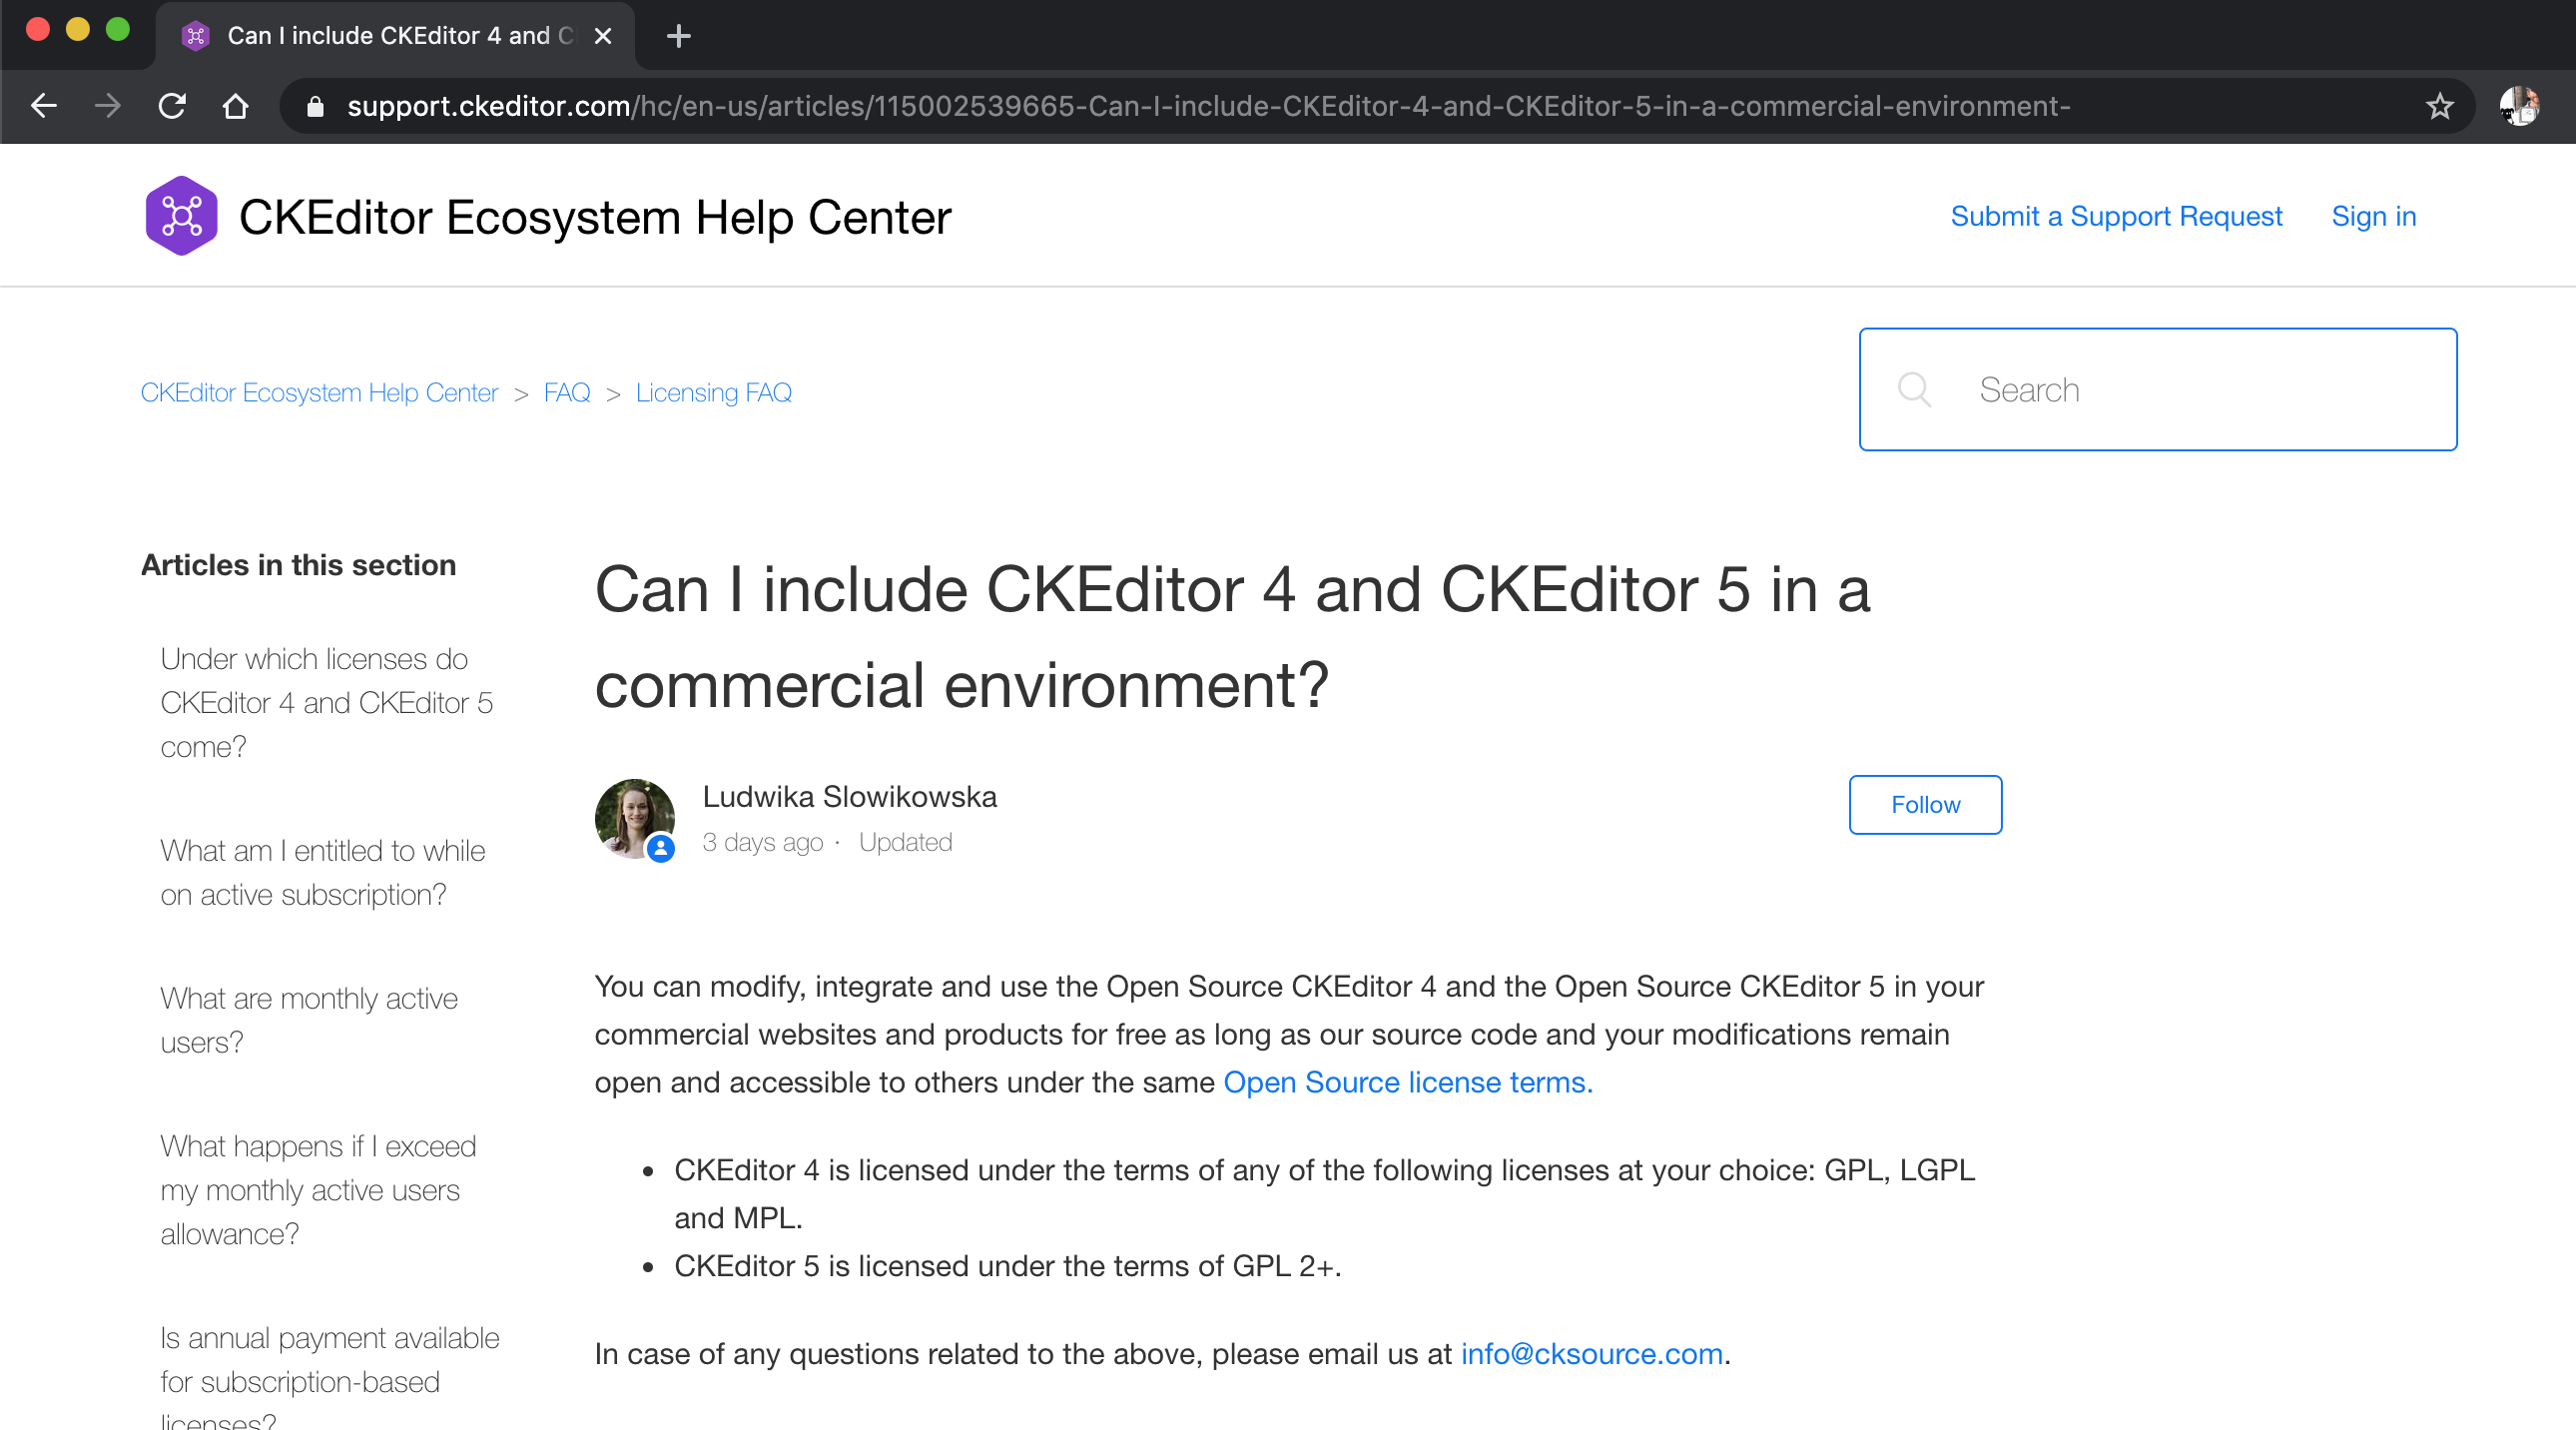 Can I include CKEditor 4 and C
support.ckeditor.com/hc/en-us/articles/115002539665-Can-I-include-CKEditor-4-and-CKEditor-5-in-a-commercial-environment-
CKEditor Ecosystem Help Center
Submit a Support Request
Sign in
CKEditor Ecosystem Help Center > FAQ > Licensing FAQ
Search
Articles in this section
Under which licenses do
CKEditor 4 and CKEditor 5
come?
What am I entitled to while
on active subscription?
What are monthly active
users?
What happens if I exceed
my monthly active users
allowance?
Is annual payment available
for subscription-based
licenses?
Can I include CKEditor 4 and CKEditor 5 in a
commercial environment?
Ludwika Slowikowska
3 days ago · Updated
Follow
You can modify, integrate and use the Open Source CKEditor 4 and the Open Source CKEditor 5 in your
commercial websites and products for free as long as our source code and your modifications remain
open and accessible to others under the same Open Source license terms.
• CKEditor 4 is licensed under the terms of any of the following licenses at your choice: GPL, LGPL
and MPL.
• CKEditor 5 is licensed under the terms of GPL 2+.
In case of any questions related to the above, please email us at info@cksource.com.